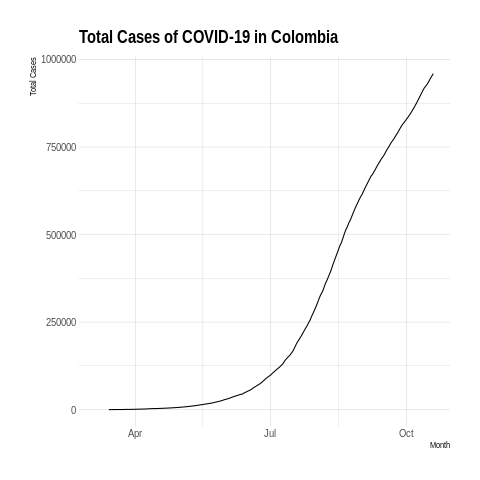 Total Cases of COVID-19 in Colombia
Total Cases
1000000
750000
500000
250000
0
Apr Jul Oct
Month